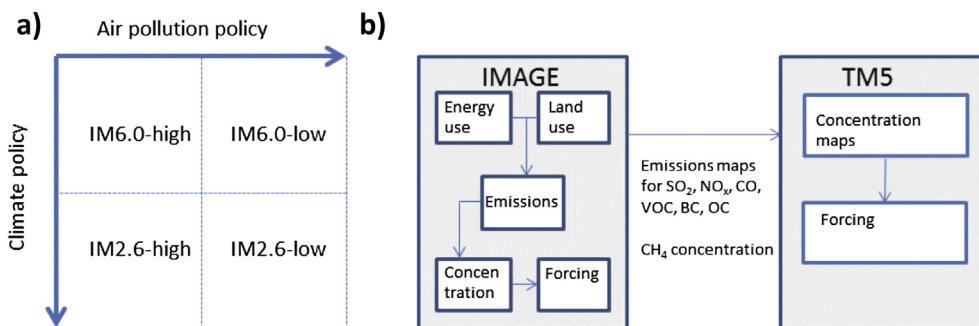 a)
Air pollution policy
Climate policy
IM6.0-high
IM6.0-low
IM2.6-high
IM2.6-low
b)
IMAGE
Energy
use
Land
use
Emissions
Concen
tration
Forcing
Emissions maps
for SO₂, NOₓ, CO,
VOC, BC, OC
CH₄ concentration
TM5
Concentration
maps
Forcing